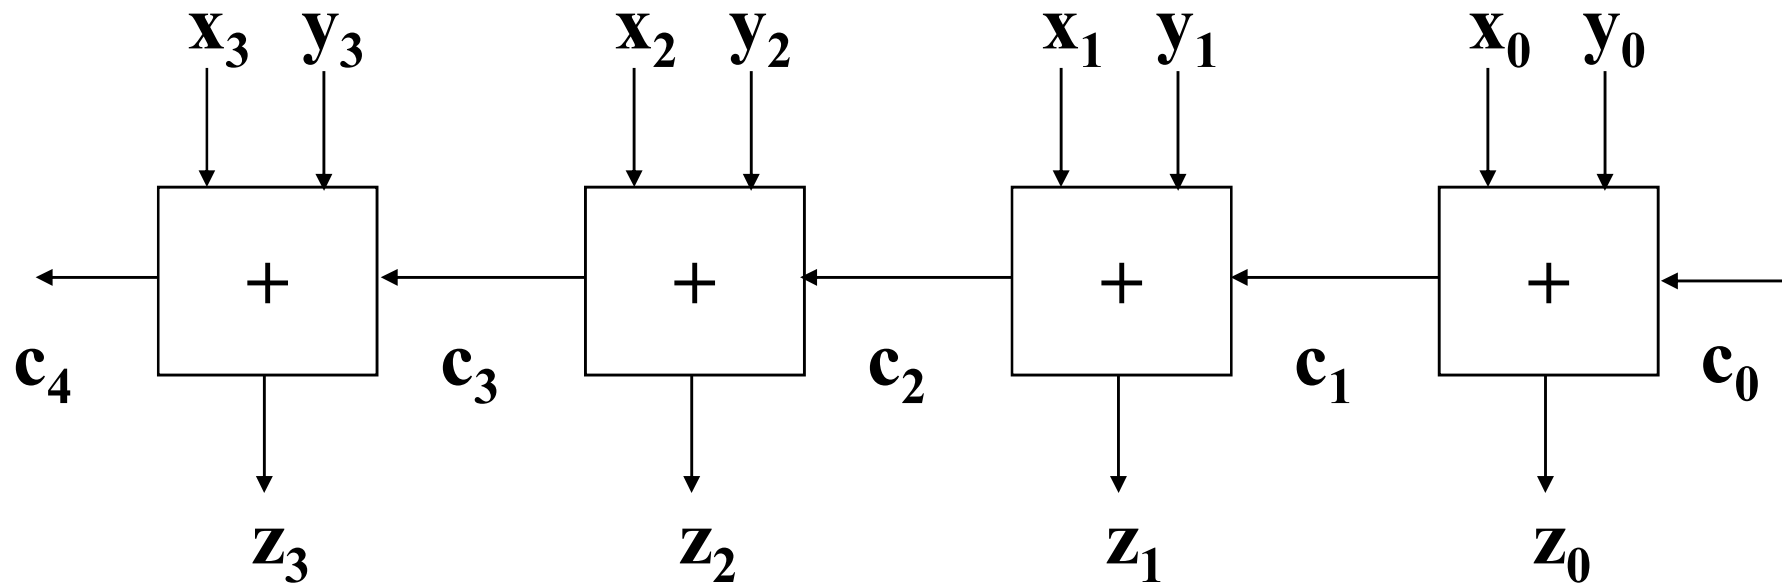 x₃ y₃ x₂ y₂ x₁ y₁ x₀ y₀
+ + + +
c₄ c₃ c₂ c₁ c₀
z₃ z₂ z₁ z₀